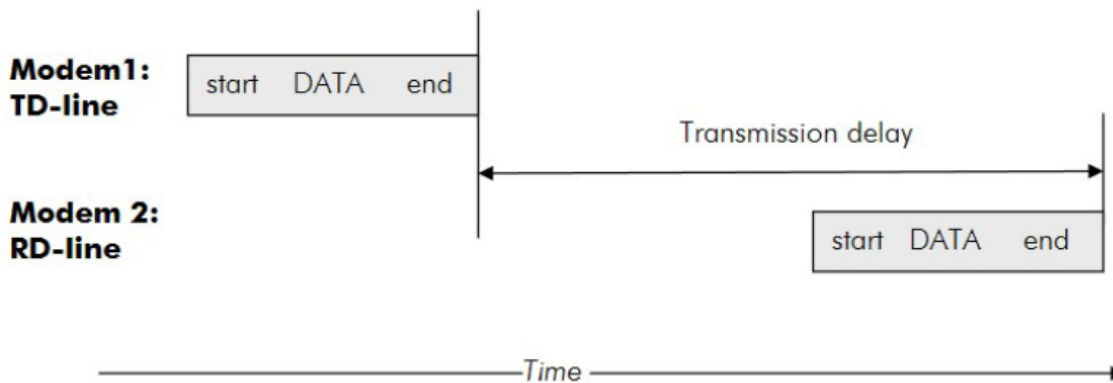 Modem1:
TD-line
start DATA end
Transmission delay
Modem 2:
RD-line
start DATA end
Time